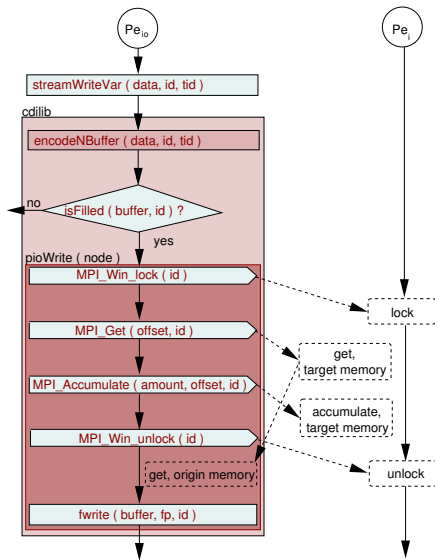 Pe_io
Pe_i
streamWriteVar ( data, id, tid )
cdilib
encodeNBuffer ( data, id, tid )
no
isFilled ( buffer, id ) ?
yes
pioWrite ( node )
MPI_Win_lock ( id )
lock
MPI_Get ( offset, id )
get,
target memory
MPI_Accumulate ( amount, offset, id )
accumulate,
target memory
MPI_Win_unlock ( id )
get, origin memory
unlock
fwrite ( buffer, fp, id )